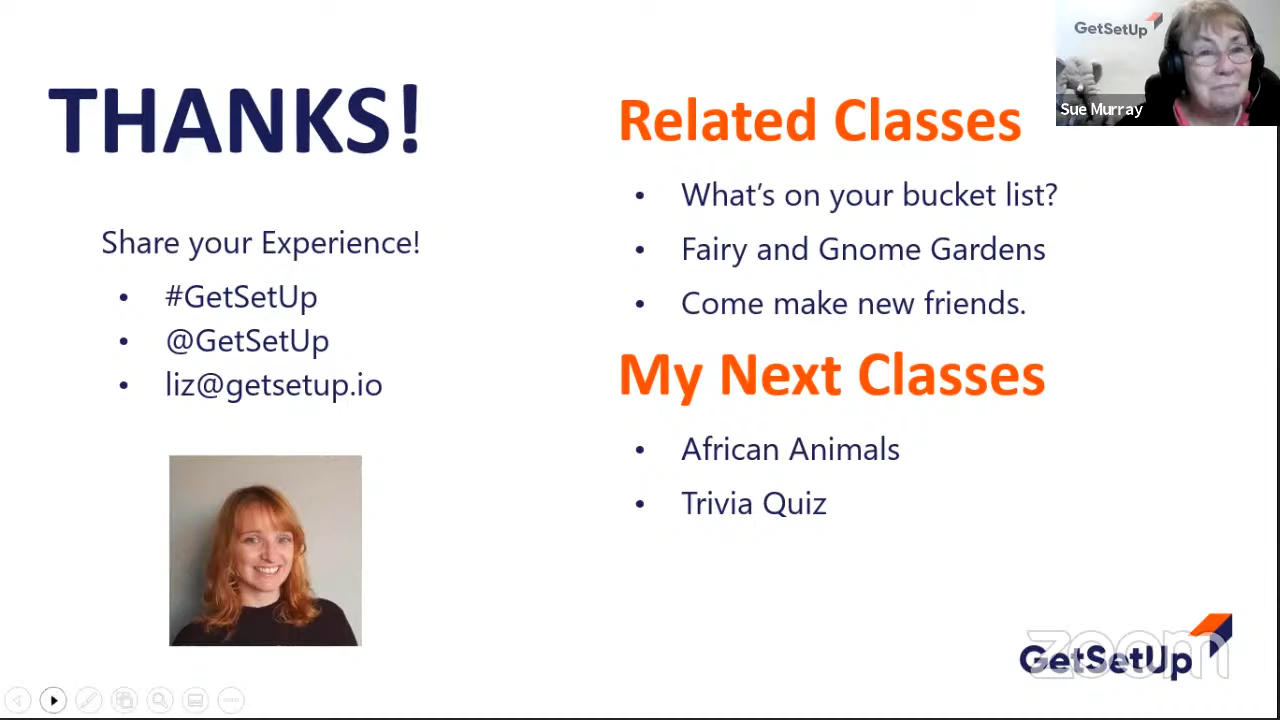 THANKS!
Share your Experience!
• #GetSetUp
• @GetSetUp
• liz@getsetup.io
Related Classes
• What's on your bucket list?
• Fairy and Gnome Gardens
• Come make new friends.
My Next Classes
• African Animals
• Trivia Quiz
GetSetUp
Sue Murray
GetSetUp
zoom